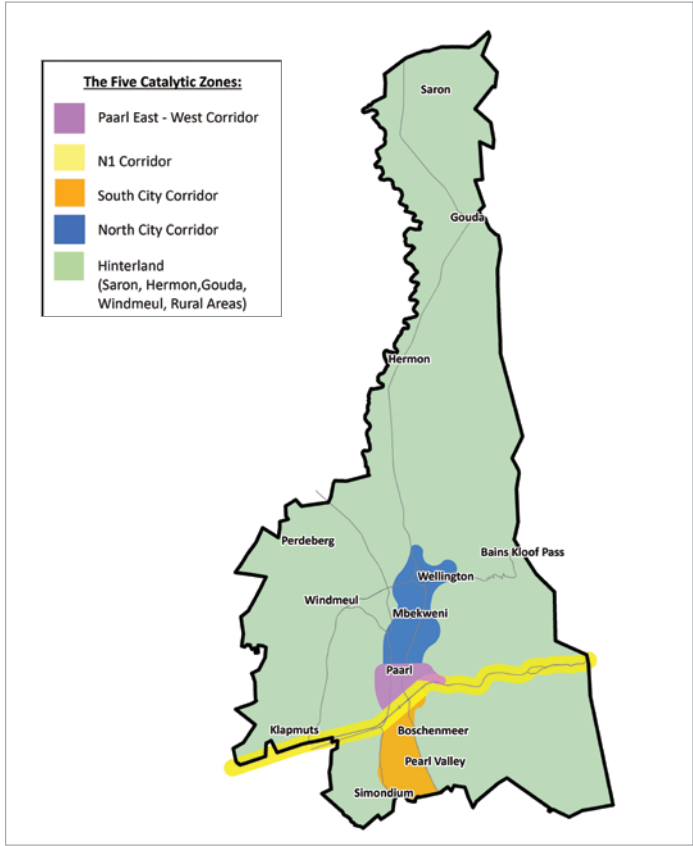 The Five Catalytic Zones:
Paarl East - West Corridor
N1 Corridor
South City Corridor
North City Corridor
Hinterland
(Saron, Hermon,Gouda,
Windmeul, Rural Areas)
Saron
Gouda
Hermon
Perdeberg
Bains Kloof Pass
Wellington
Windmeul
Mbekweni
Paarl
Klapmuts
Boschenmeer
Pearl Valley
Simondium